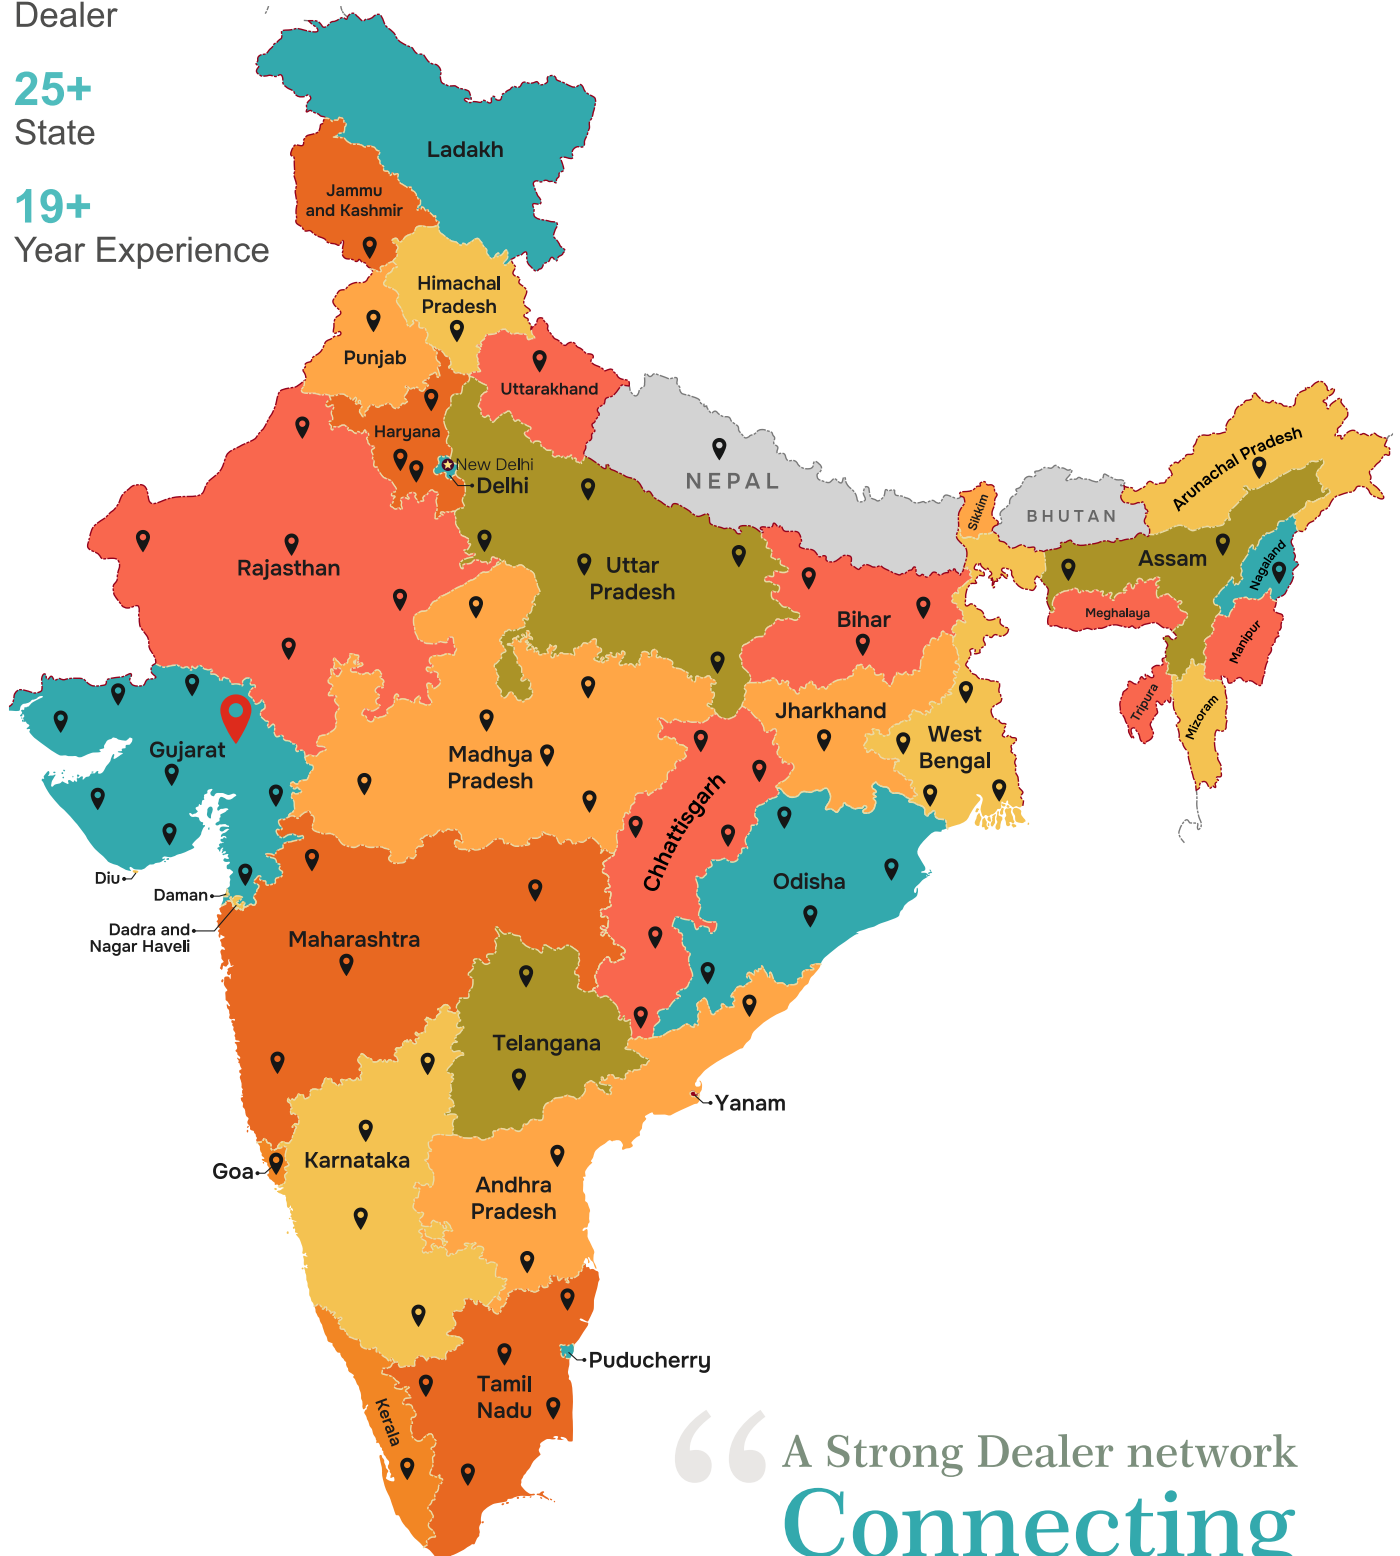 Dealer
25+
State
19+
Year Experience
Ladakh
Jammu
and Kashmir
Himachal
Pradesh
Punjab
Uttarakhand
Haryana
New Delhi
Delhi
NEPAL
BHUTAN
Sikkim
Arunachal Pradesh
Assam
Nagaland
Meghalaya
Manipur
Tripura
Mizoram
Rajasthan
Uttar
Pradesh
Bihar
Gujarat
Madhya
Pradesh
Jharkhand
West
Bengal
Chhattisgarh
Odisha
Diu
Daman
Dadra and
Nagar Haveli
Maharashtra
Telangana
Yanam
Goa
Karnataka
Andhra
Pradesh
Puducherry
Tamil
Nadu
Kerala
“ A Strong Dealer network
Connecting